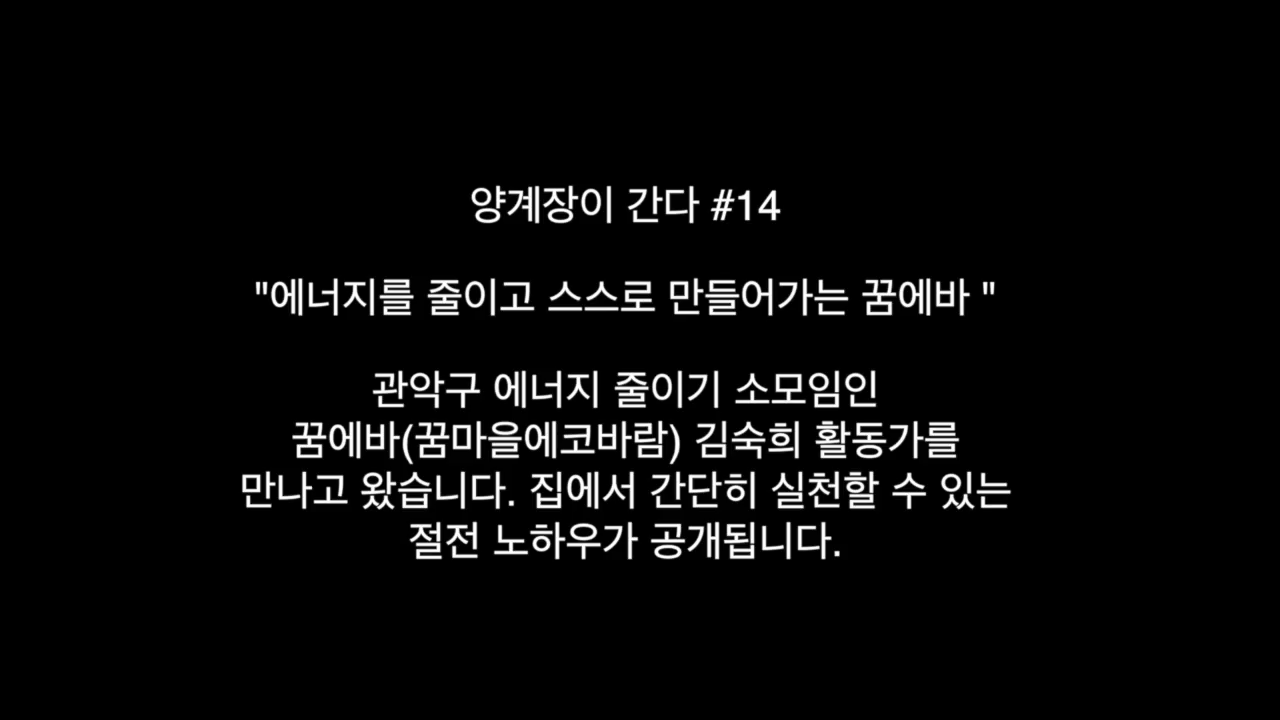 양계장이 간다 #14
"에너지를 줄이고 스스로 만들어가는 꿈에바 "
관악구 에너지 줄이기 소모임인
꿈에바(꿈마을에코바람) 김숙희 활동가를
만나고 왔습니다. 집에서 간단히 실천할 수 있는
절전 노하우가 공개됩니다.